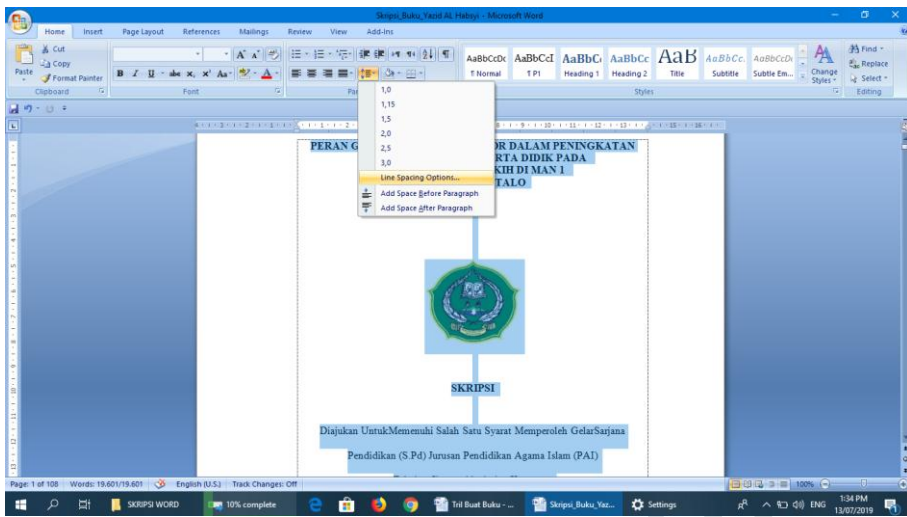 Skripsi_Buku_Yazid AL Habsyi - Microsoft Word
Home Insert Page Layout References Mailings Review View Add-Ins
Cut
Copy
Format Painter
Paste
Clipboard
Font
Styles
AaBbCcDc AaBbCcI AaBbC AaBbCc AaB AaBbCc. AaBbCcDi
¶ Normal ¶ P1 Heading 1 Heading 2 Title Subtitle Subtle Em...
Change Styles
Find
Replace
Select
Editing
1,0
1,15
1,5
2,0
2,5
3,0
Line Spacing Options...
Add Space Before Paragraph
Add Space After Paragraph
PERAN G OR DALAM PENINGKATAN
RTA DIDIK PADA
KIH DI MAN 1
TALO
SKRIPSI
Diajukan UntukMemenuhi Salah Satu Syarat Memperoleh GelarSarjana
Pendidikan (S.Pd) Jurusan Pendidikan Agama Islam (PAI)
Page: 1 of 108 Words: 19.601/19.601 English (U.S.) Track Changes: Off 100%
SKRIPSI WORD 10% complete Tril Buat Buku - ... Skripsi_Buku_Yaz... Settings ENG 1:34 PM
13/07/2019